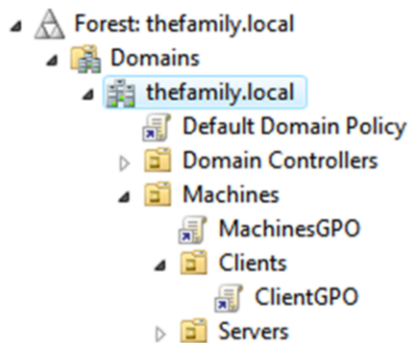 Forest: thefamily.local
Domains
thefamily.local
Default Domain Policy
Domain Controllers
Machines
MachinesGPO
Clients
ClientGPO
Servers